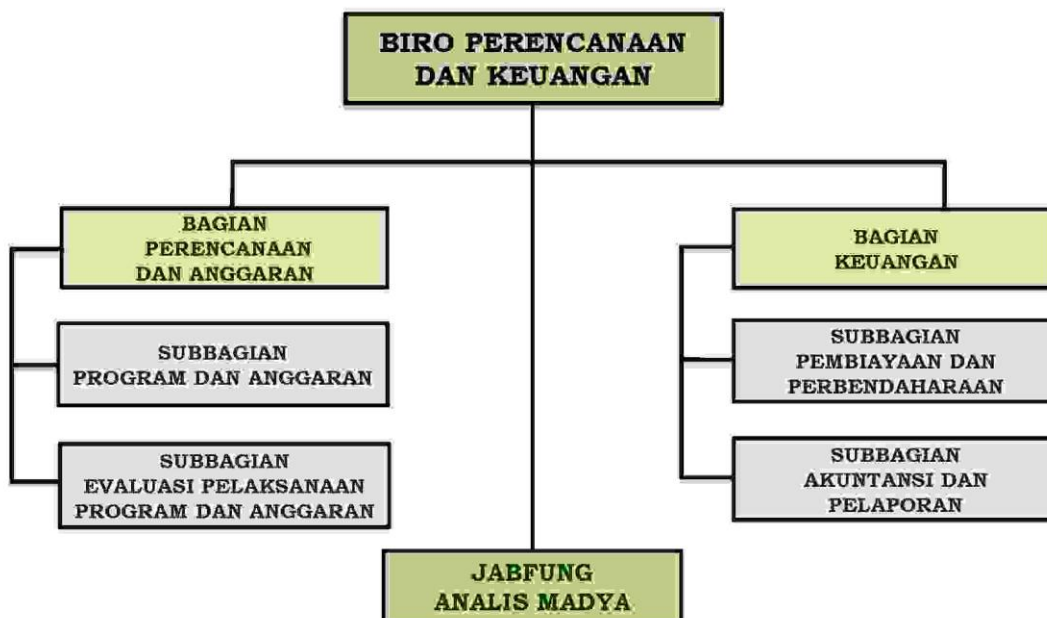 BIRO PERENCANAAN
DAN KEUANGAN
BAGIAN
PERENCANAAN
DAN ANGGARAN
SUBBAGIAN
PROGRAM DAN ANGGARAN
SUBBAGIAN
EVALUASI PELAKSANAAN
PROGRAM DAN ANGGARAN
BAGIAN
KEUANGAN
SUBBAGIAN
PEMBIAYAAN DAN
PERBENDAHARAAN
SUBBAGIAN
AKUNTANSI DAN
PELAPORAN
JABFUNG
ANALIS MADYA